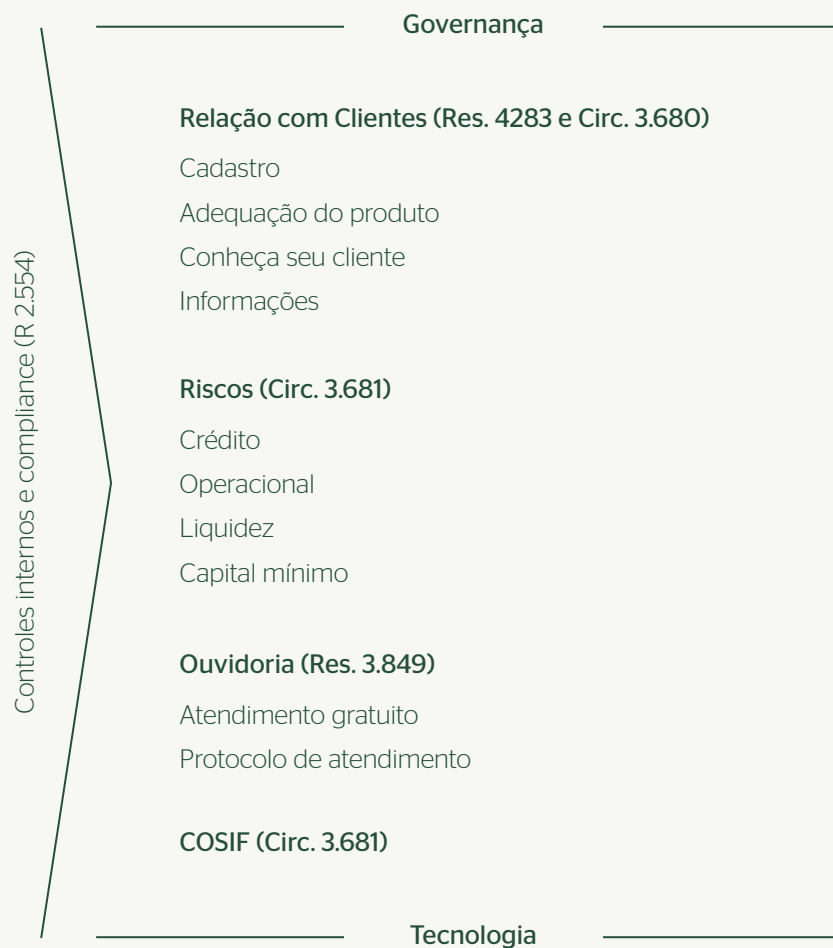 Governança
Controles internos e compliance (R 2.554)
Relação com Clientes (Res. 4283 e Circ. 3.680)
Cadastro
Adequação do produto
Conheça seu cliente
Informações
Riscos (Circ. 3.681)
Crédito
Operacional
Liquidez
Capital mínimo
Ouvidoria (Res. 3.849)
Atendimento gratuito
Protocolo de atendimento
COSIF (Circ. 3.681)
Tecnologia